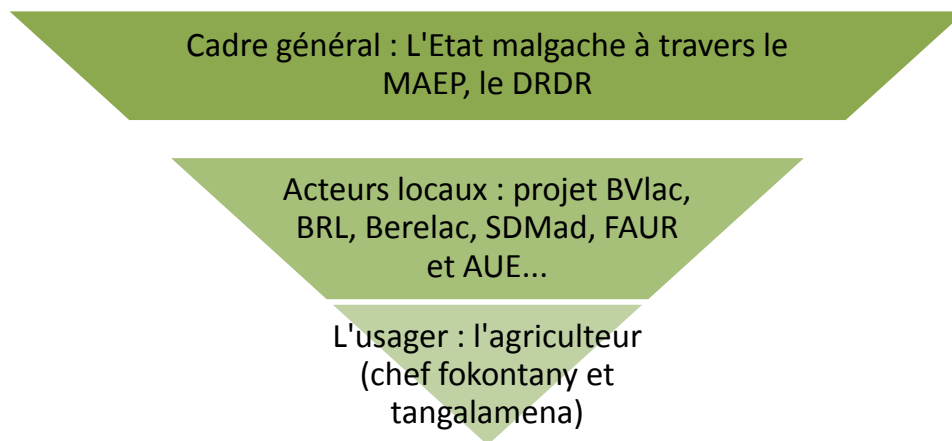 Cadre général : L'Etat malgache à travers le
MAEP, le DRDR
Acteurs locaux : projet BVlac,
BRL, Berelac, SDMad, FAUR
et AUE...
L'usager : l'agriculteur
(chef fokontany et
tangalamena)